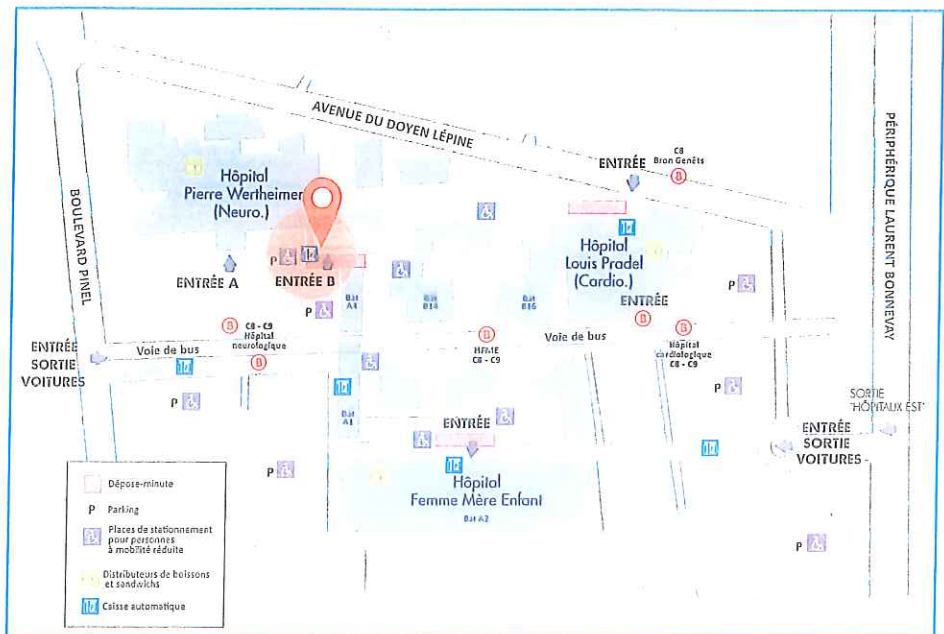 AVENUE DU DOYEN LÉPINE
C8
Bron Genêts
ENTRÉE
B
PÉRIPHÉRIQUE LAURENT BONNEVAY
BOULEVARD PINEL
Hôpital
Pierre Wertheimer
(Neuro.)
Hôpital
Louis Pradel
(Cardio.)
P
ENTRÉE A
ENTRÉE B
Bât
A4
Bât
B14
Bât
B16
ENTRÉE
P
P
B
C8 - C9
Hôpital
neurologique
B
B
HFME
C8 - C9
B
B
Hôpital
cardiologique
C8 - C9
Voie de bus
Voie de bus
ENTRÉE
SORTIE
VOITURES
P
Bât
A1
P
SORTIE
"HÔPITAUX EST"
ENTRÉE
SORTIE
VOITURES
ENTRÉE
P
Hôpital
Femme Mère Enfant
Bât A2
P
Dépose-minute
P Parking
Places de stationnement
pour personnes
à mobilité réduite
Distributeurs de boissons
et sandwichs
Caisse automatique